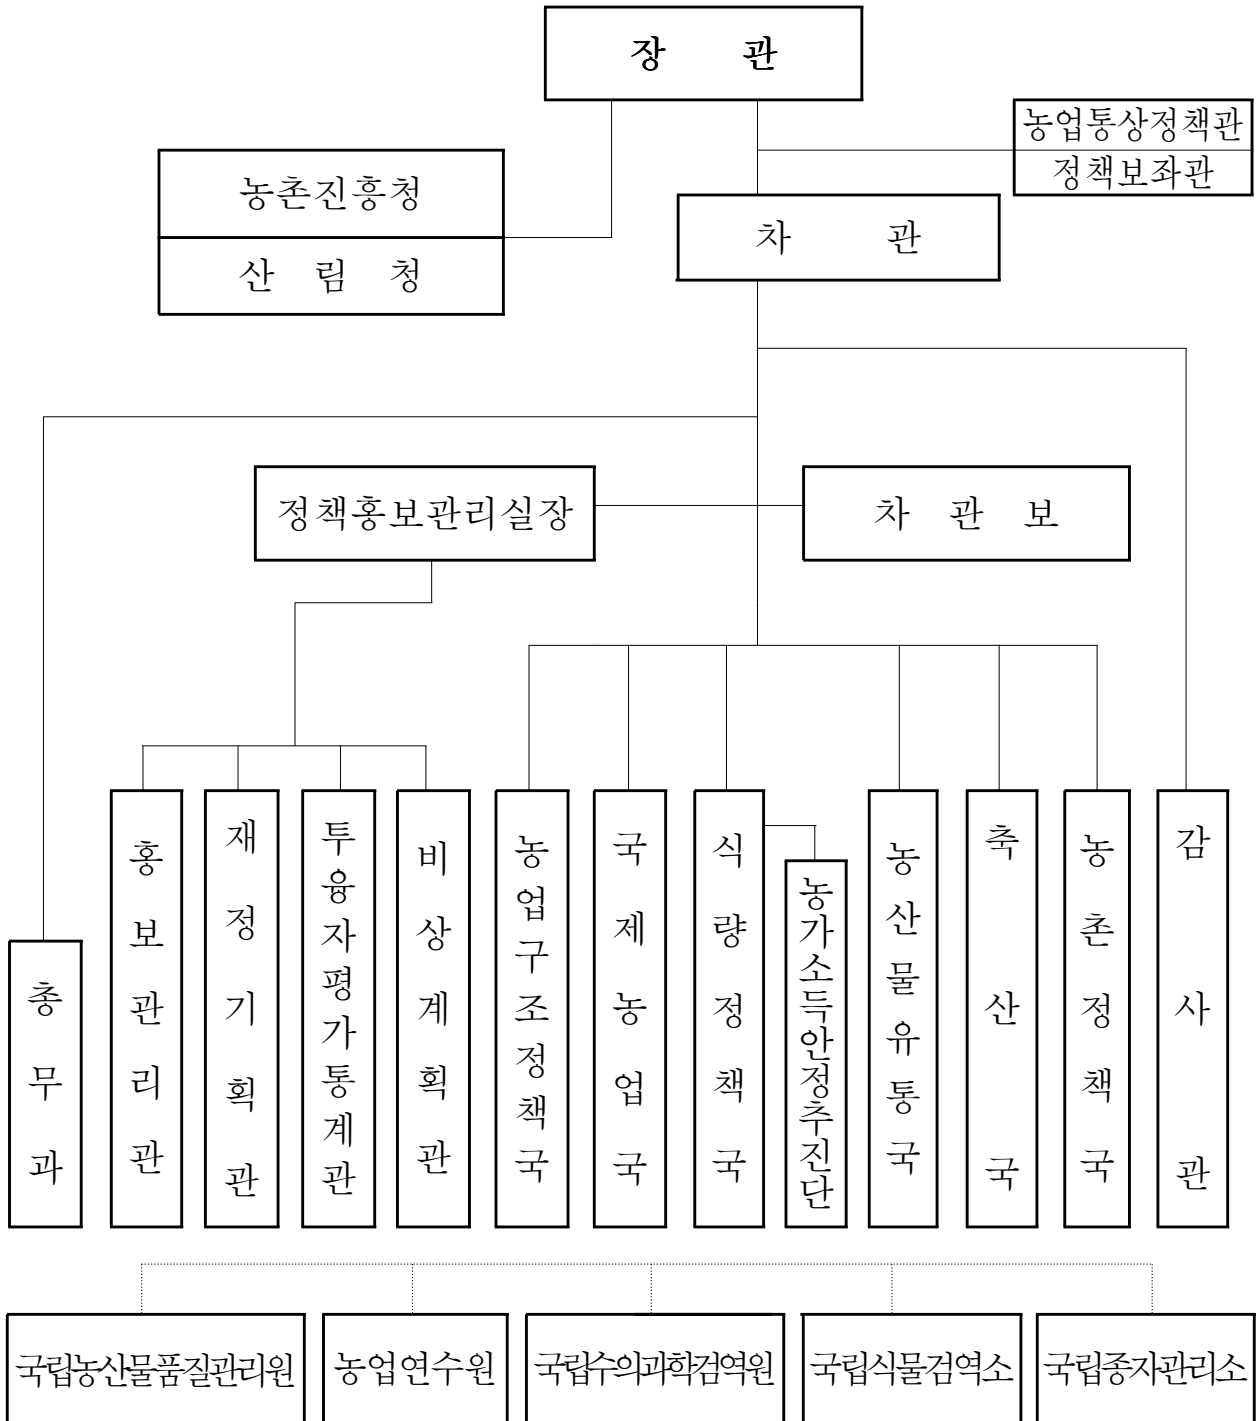 장 관
농업통상정책관
정책보좌관
농촌진흥청
산 림 청
차 관
정책홍보관리실장
차 관 보
총무과
홍보관리관
재정기획관
투융자평가통계관
비상계획관
농업구조정책국
국제농업국
식량정책국
농가소득안정추진단
농산물유통국
축산국
농촌정책국
감사관
국립농산물품질관리원
농업연수원
국립수의과학검역원
국립식물검역소
국립종자관리소